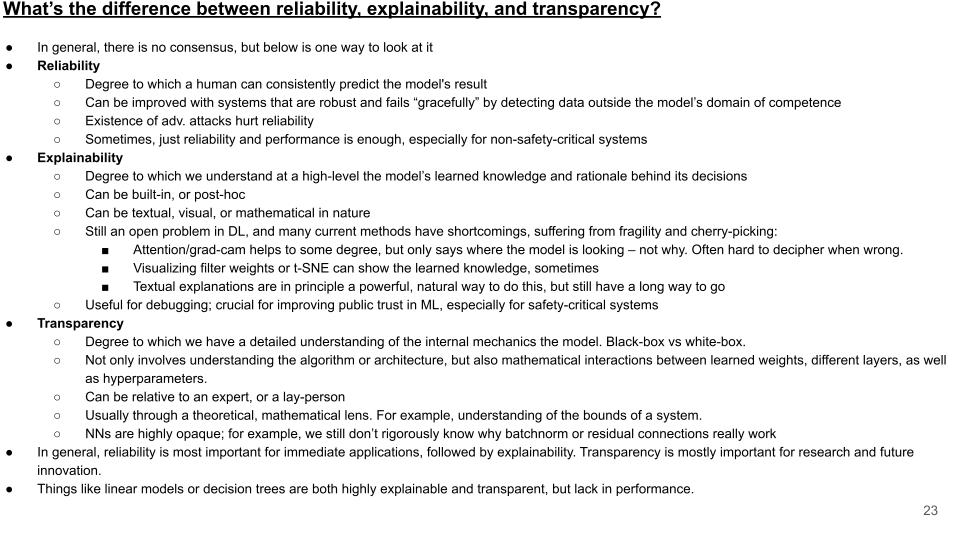 What's the difference between reliability, explainability, and transparency?
● In general, there is no consensus, but below is one way to look at it
● Reliability
○ Degree to which a human can consistently predict the model's result
○ Can be improved with systems that are robust and fails “gracefully” by detecting data outside the model’s domain of competence
○ Existence of adv. attacks hurt reliability
○ Sometimes, just reliability and performance is enough, especially for non-safety-critical systems
● Explainability
○ Degree to which we understand at a high-level the model’s learned knowledge and rationale behind its decisions
○ Can be built-in, or post-hoc
○ Can be textual, visual, or mathematical in nature
○ Still an open problem in DL, and many current methods have shortcomings, suffering from fragility and cherry-picking:
■ Attention/grad-cam helps to some degree, but only says where the model is looking – not why. Often hard to decipher when wrong.
■ Visualizing filter weights or t-SNE can show the learned knowledge, sometimes
■ Textual explanations are in principle a powerful, natural way to do this, but still have a long way to go
○ Useful for debugging; crucial for improving public trust in ML, especially for safety-critical systems
● Transparency
○ Degree to which we have a detailed understanding of the internal mechanics the model. Black-box vs white-box.
○ Not only involves understanding the algorithm or architecture, but also mathematical interactions between learned weights, different layers, as well
as hyperparameters.
○ Can be relative to an expert, or a lay-person
○ Usually through a theoretical, mathematical lens. For example, understanding of the bounds of a system.
○ NNs are highly opaque; for example, we still don’t rigorously know why batchnorm or residual connections really work
● In general, reliability is most important for immediate applications, followed by explainability. Transparency is mostly important for research and future
innovation.
● Things like linear models or decision trees are both highly explainable and transparent, but lack in performance.
23